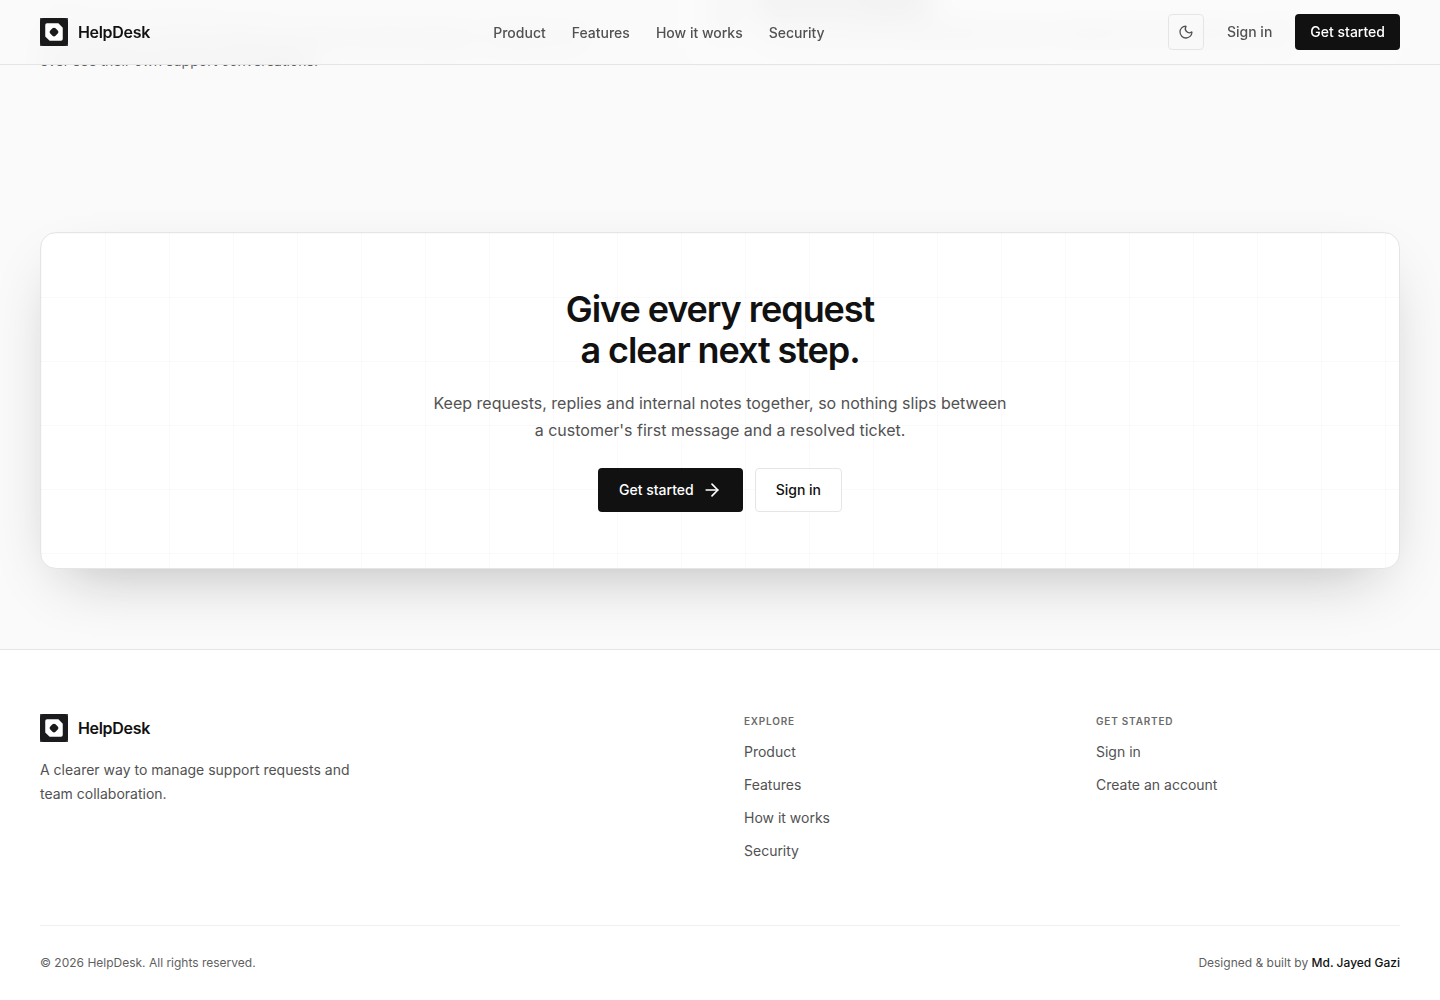 HelpDesk
Product
Features
How it works
Security
Sign in
Get started
Give every request
a clear next step.
Keep requests, replies and internal notes together, so nothing slips between
a customer's first message and a resolved ticket.
Get started
Sign in
HelpDesk
A clearer way to manage support requests and
team collaboration.
EXPLORE
Product
Features
How it works
Security
GET STARTED
Sign in
Create an account
© 2026 HelpDesk. All rights reserved.
Designed & built by Md. Jayed Gazi